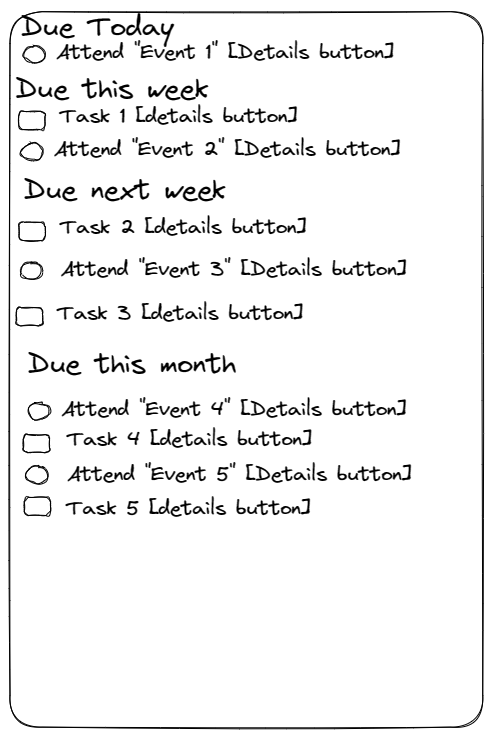 Due Today
Attend "Event 1" [Details button]
Due this week
Task 1 [details button]
Attend "Event 2" [Details button]
Due next week
Task 2 [details button]
Attend "Event 3" [Details button]
Task 3 [details button]
Due this month
Attend "Event 4" [Details button]
Task 4 [details button]
Attend "Event 5" [Details button]
Task 5 [details button]